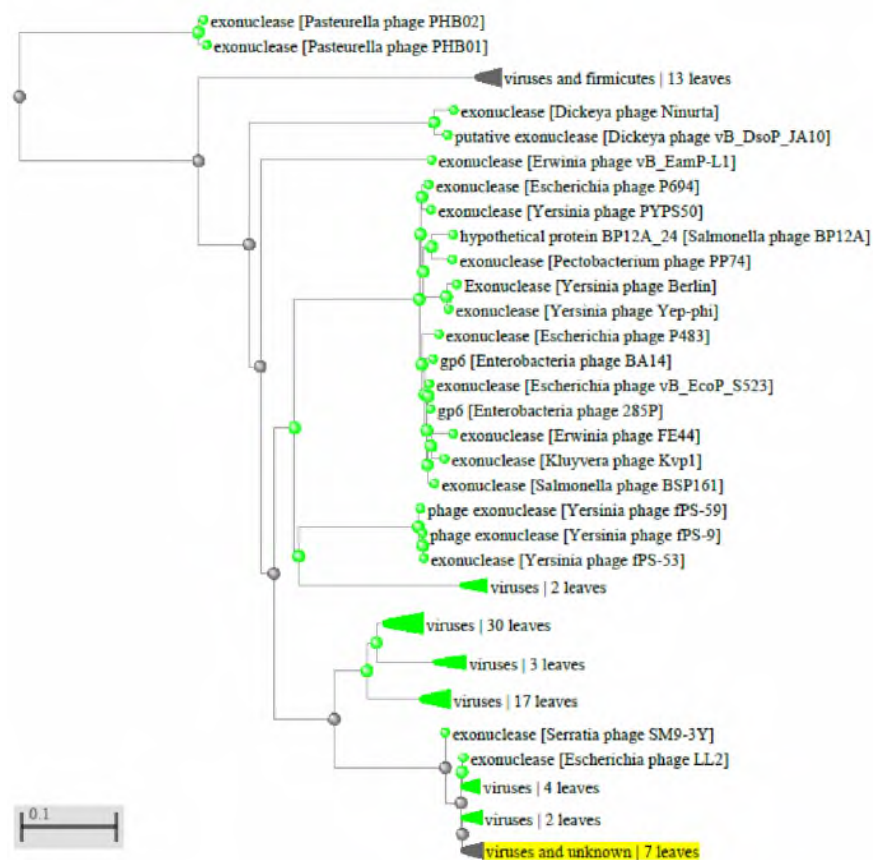 exonuclease [Pasteurella phage PHB02]
exonuclease [Pasteurella phage PHB01]
viruses and firmicutes | 13 leaves
exonuclease [Dickeya phage Ninurta]
putative exonuclease [Dickeya phage vB_DsoP_JA10]
exonuclease [Erwinia phage vB_EamP-L1]
exonuclease [Escherichia phage P694]
exonuclease [Yersinia phage PYPS50]
hypothetical protein BP12A_24 [Salmonella phage BP12A]
exonuclease [Pectobacterium phage PP74]
Exonuclease [Yersinia phage Berlin]
exonuclease [Yersinia phage Yep-phi]
exonuclease [Escherichia phage P483]
gp6 [Enterobacteria phage BA14]
exonuclease [Escherichia phage vB_EcoP_S523]
gp6 [Enterobacteria phage 285P]
exonuclease [Erwinia phage FE44]
exonuclease [Kluyvera phage Kvp1]
exonuclease [Salmonella phage BSP161]
phage exonuclease [Yersinia phage fPS-59]
phage exonuclease [Yersinia phage fPS-9]
exonuclease [Yersinia phage fPS-53]
viruses | 2 leaves
viruses | 30 leaves
viruses | 3 leaves
viruses | 17 leaves
exonuclease [Serratia phage SM9-3Y]
exonuclease [Escherichia phage LL2]
viruses | 4 leaves
viruses | 2 leaves
viruses and unknown | 7 leaves
0.1